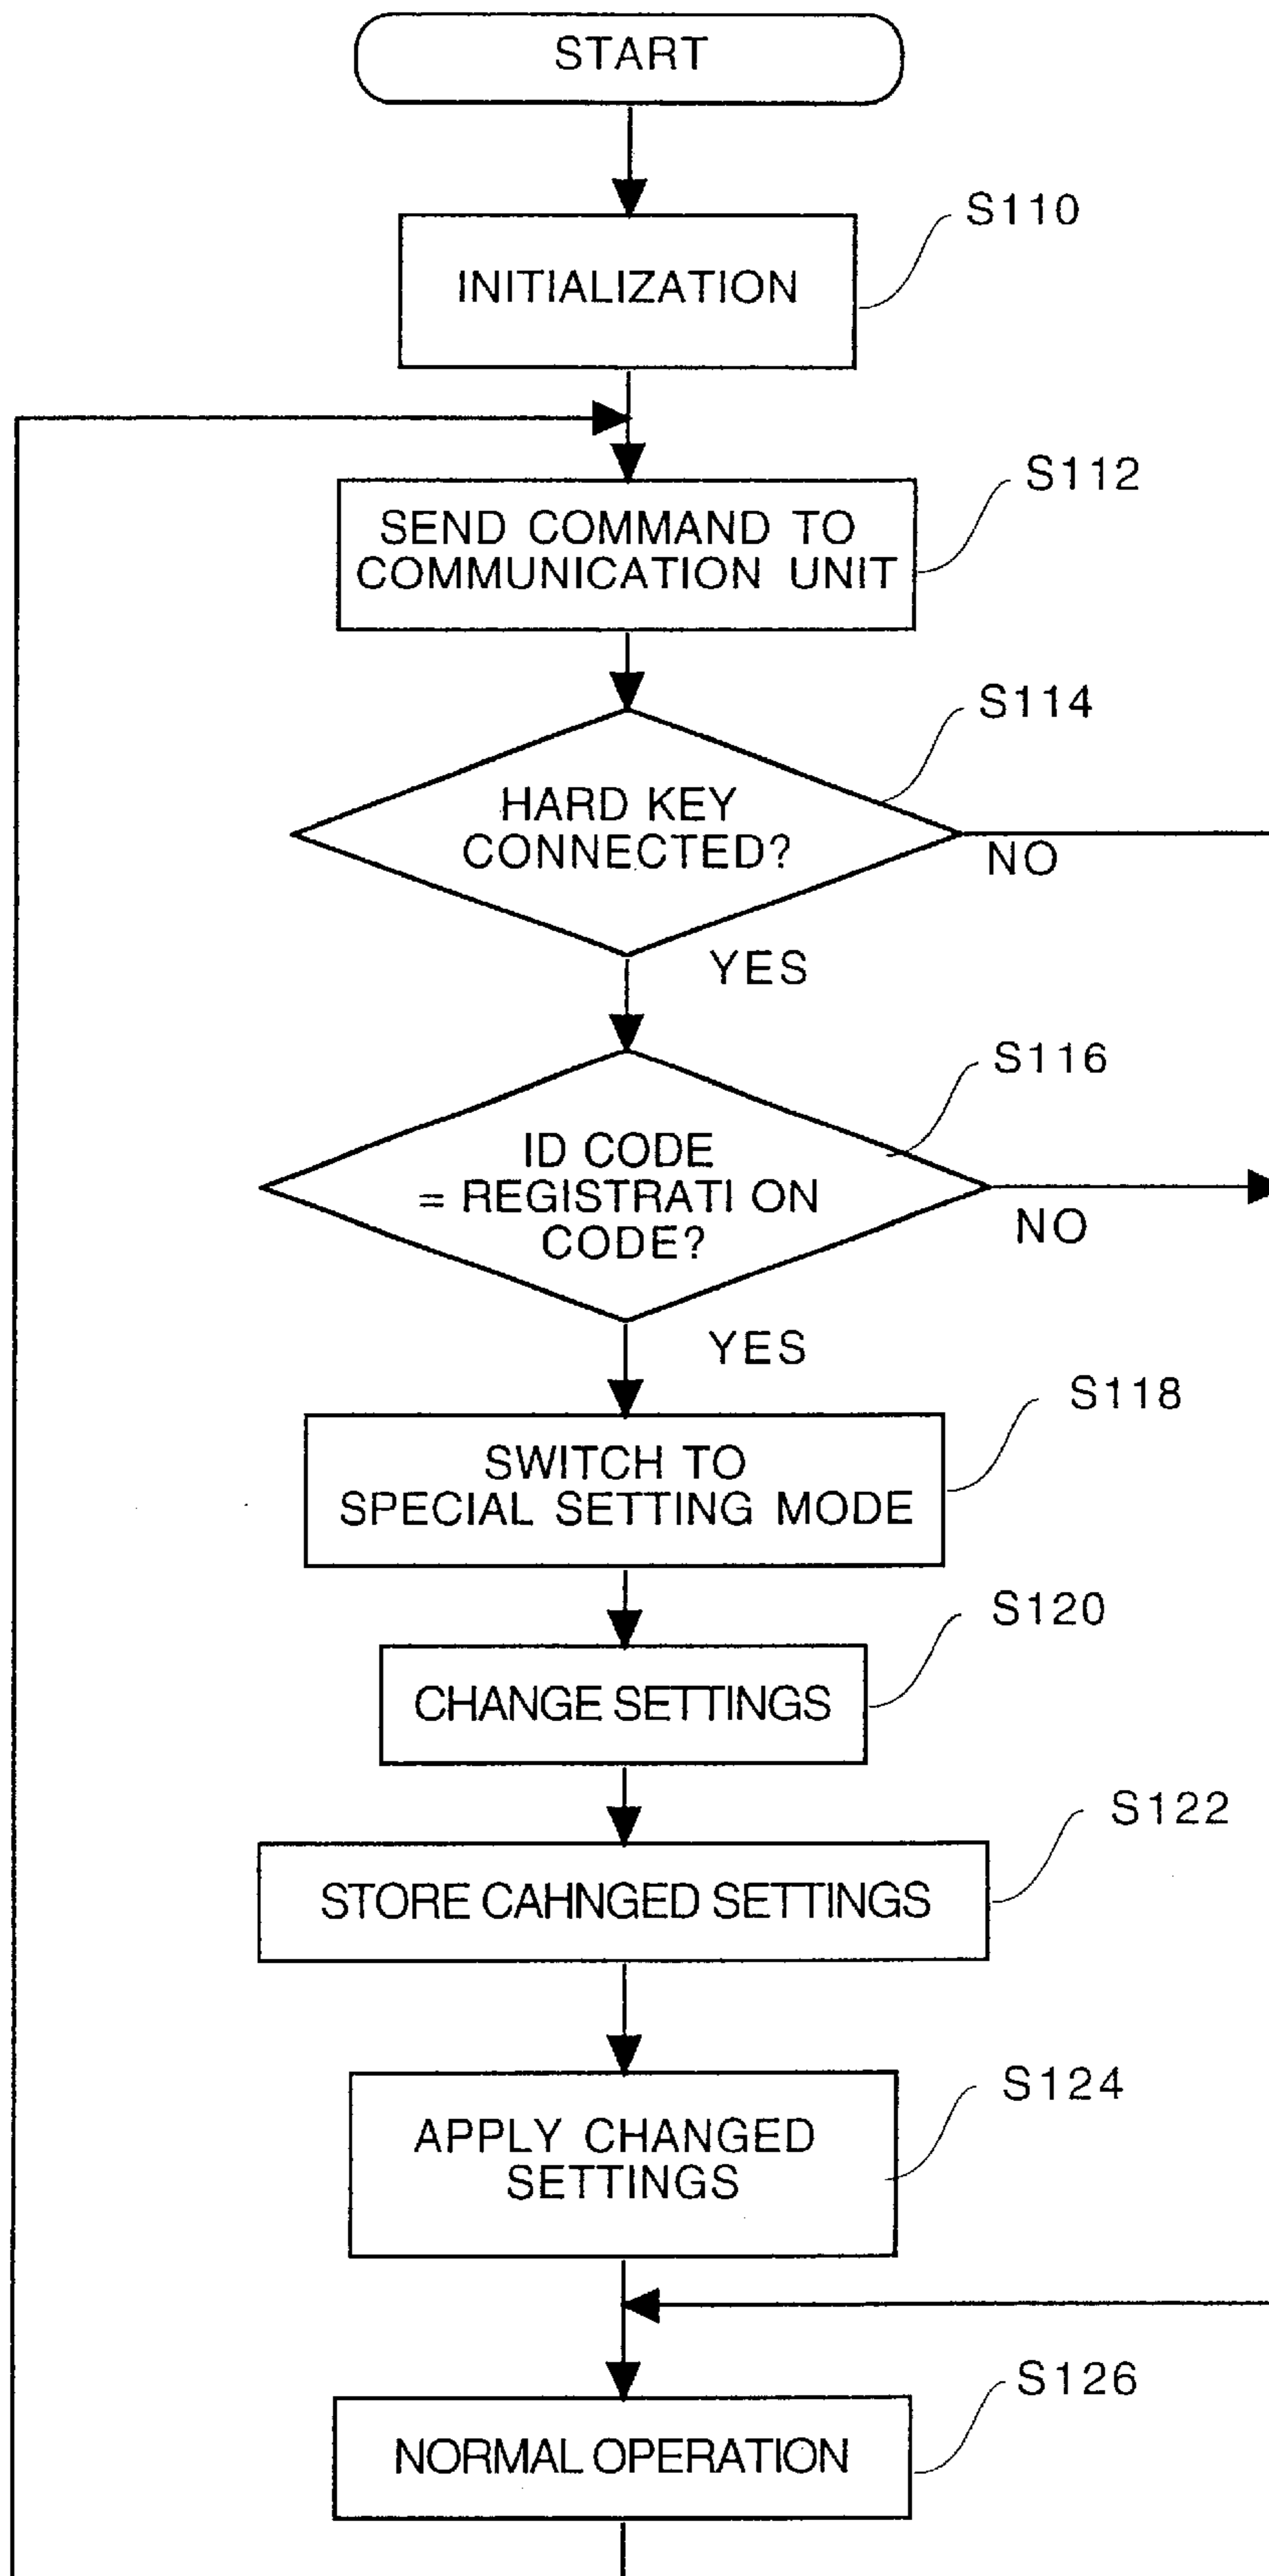 START
S110
INITIALIZATION
S112
SEND COMMAND TO
COMMUNICATION UNIT
S114
HARD KEY
CONNECTED?
NO
YES
S116
ID CODE
= REGISTRATI ON
CODE?
NO
YES
S118
SWITCH TO
SPECIAL SETTING MODE
S120
CHANGE SETTINGS
S122
STORE CAHNGED SETTINGS
S124
APPLY CHANGED
SETTINGS
S126
NORMAL OPERATION